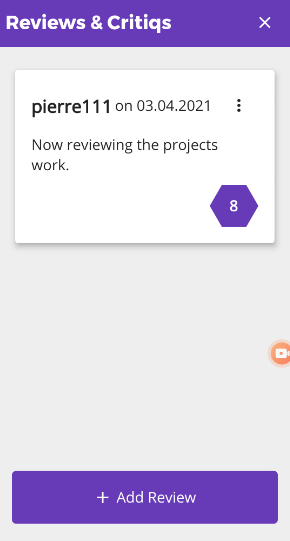 Reviews & Critiqs
pierre111 on 03.04.2021
Now reviewing the projects
work.
8
+ Add Review